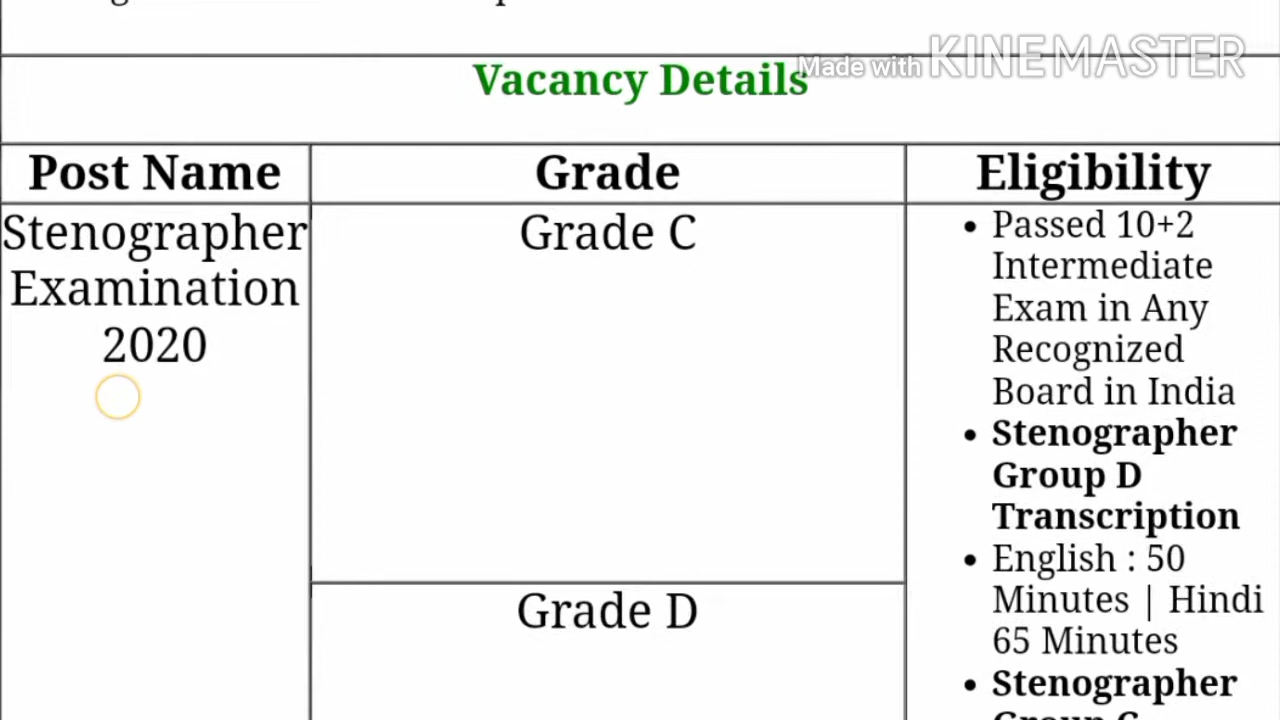 Made with KINEMASTER
Vacancy Details
Post Name
Grade
Eligibility
Stenographer
Examination
2020
Grade C
Grade D
• Passed 10+2
Intermediate
Exam in Any
Recognized
Board in India
• Stenographer
Group D
Transcription
• English : 50
Minutes | Hindi
65 Minutes
• Stenographer
Group C